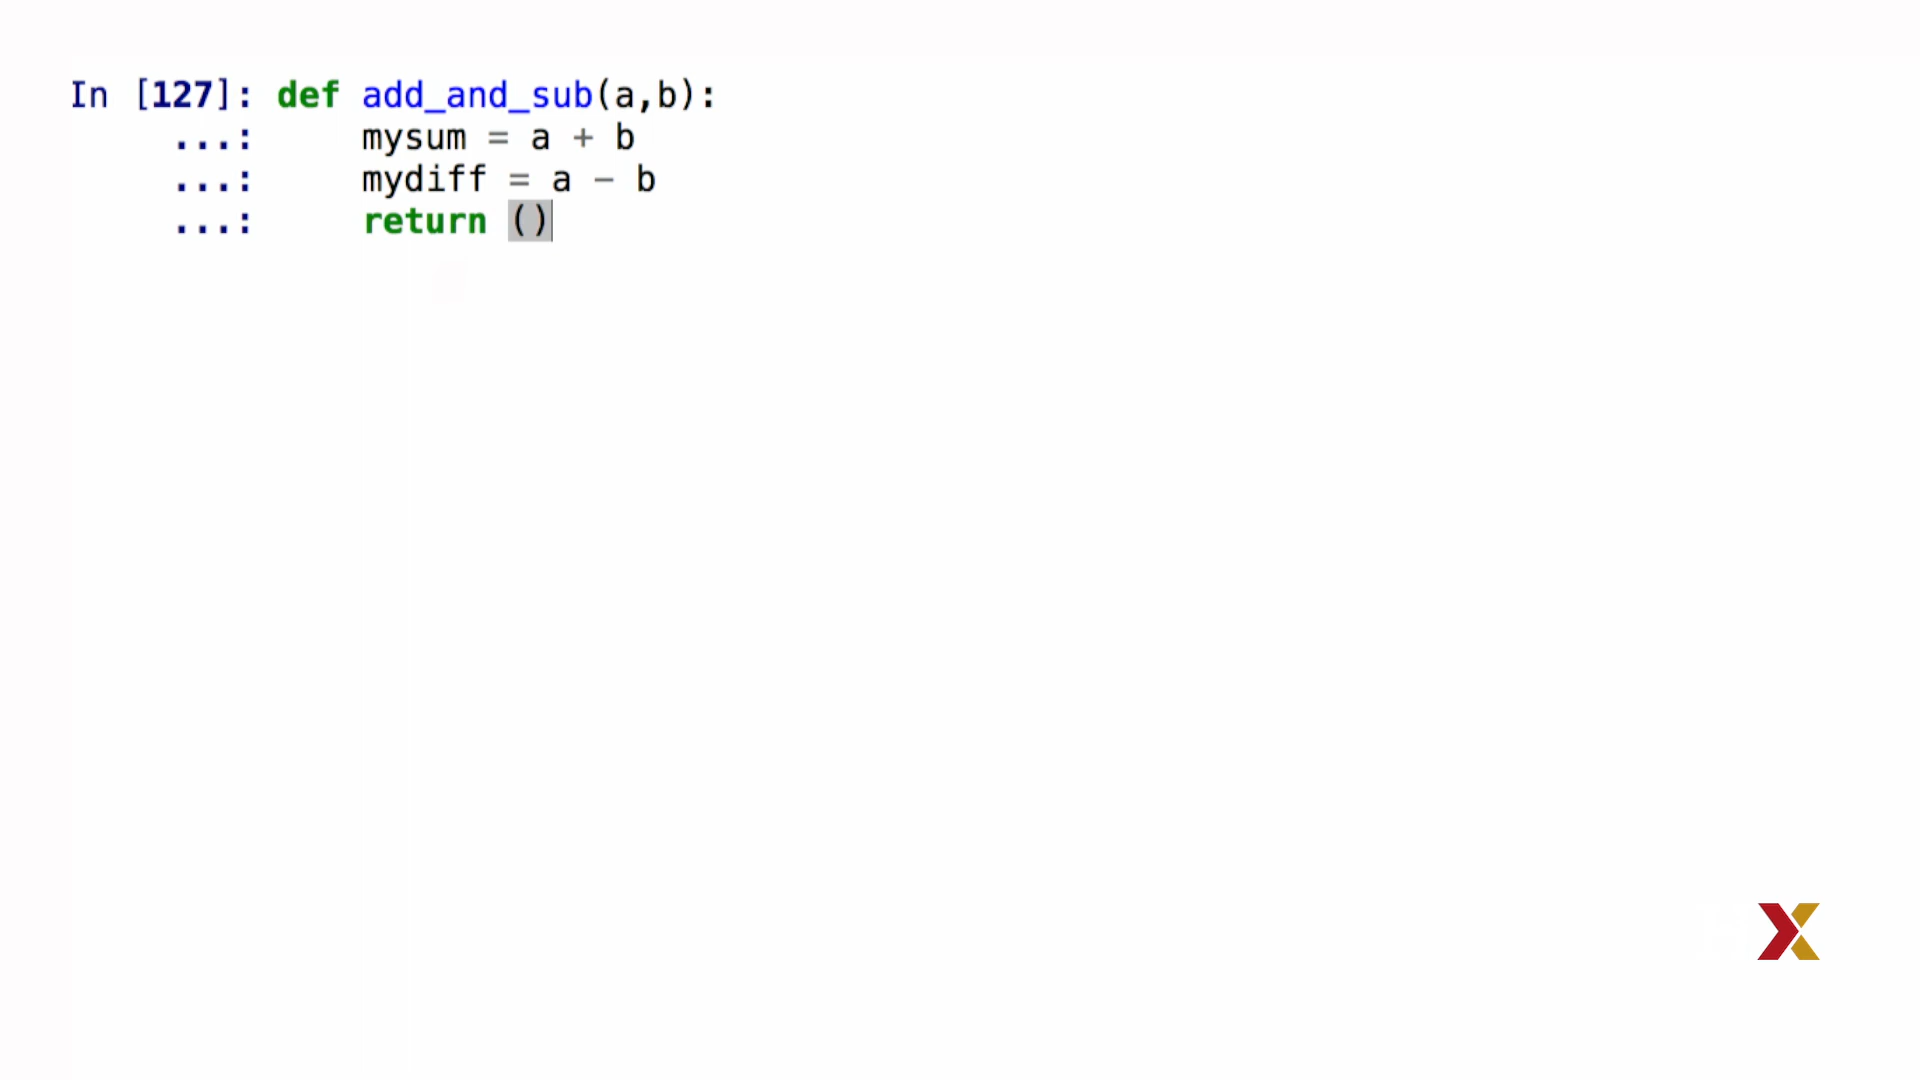 In [127]: def add_and_sub(a,b):
     ...:     mysum = a + b
     ...:     mydiff = a - b
     ...:     return ()